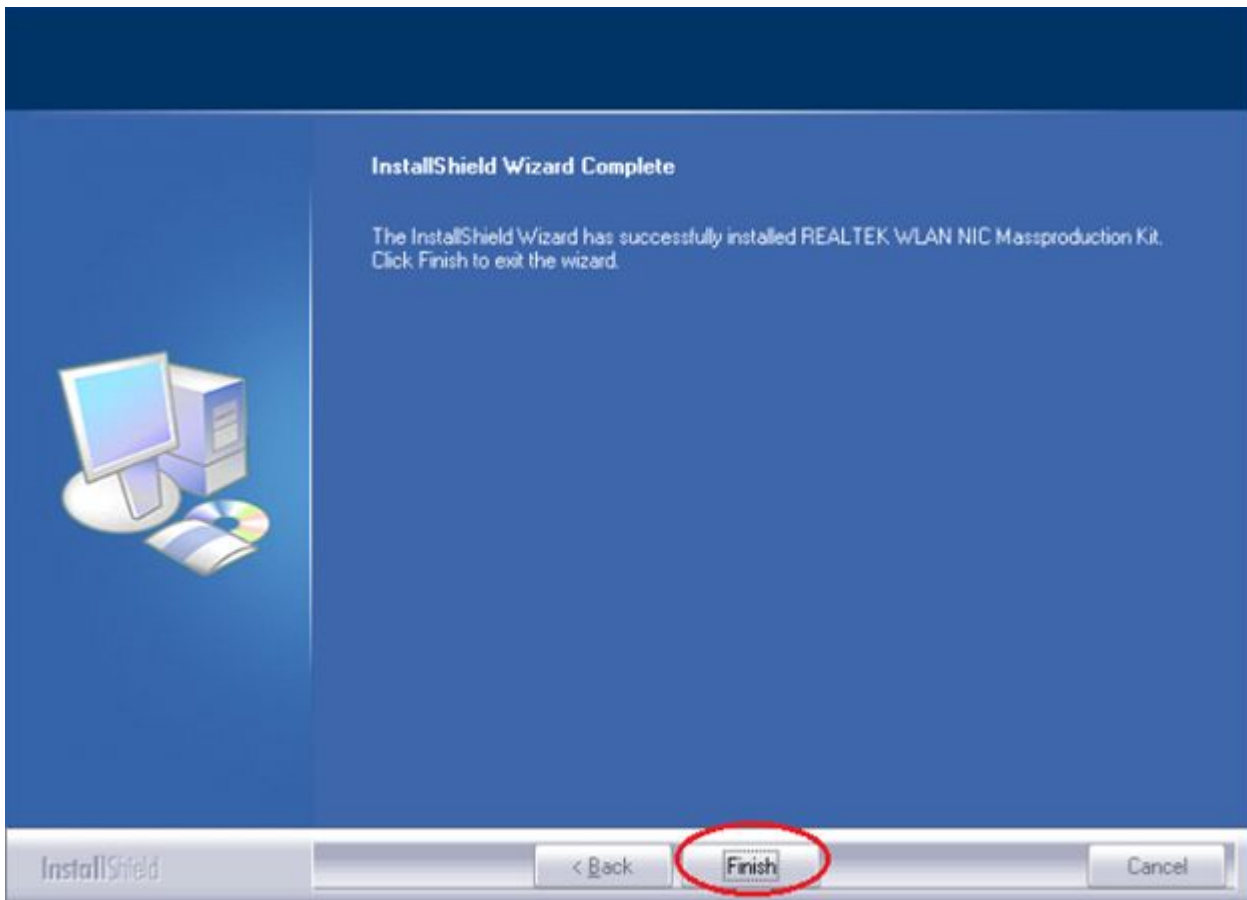 InstallShield Wizard Complete
The InstallShield Wizard has successfully installed REALTEK WLAN NIC Massproduction Kit.
Click Finish to exit the wizard.
InstallShield
< Back
Finish
Cancel